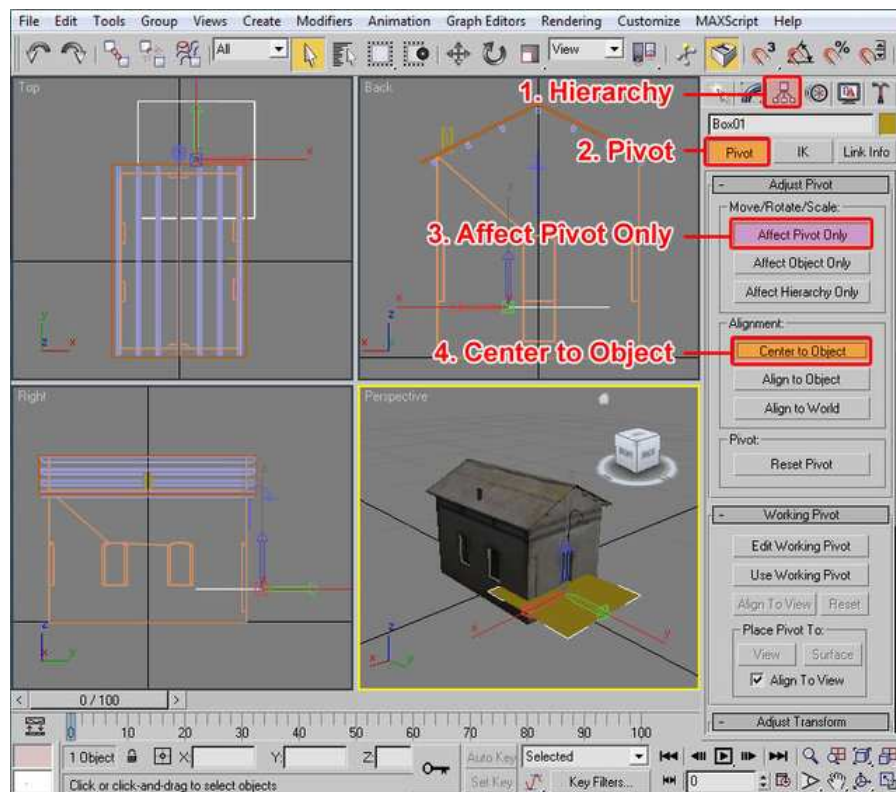 File Edit Tools Group Views Create Modifiers Animation Graph Editors Rendering Customize MAXScript Help
All
View
Top
Back
1. Hierarchy
Box01
2. Pivot
Pivot IK Link Info
- Adjust Pivot
Move/Rotate/Scale:
3. Affect Pivot Only
Affect Pivot Only
Affect Object Only
Affect Hierarchy Only
Alignment:
4. Center to Object
Center to Object
Align to Object
Align to World
Right
Perspective
Pivot:
Reset Pivot
- Working Pivot
Edit Working Pivot
Use Working Pivot
Align To View Reset
Place Pivot To:
View Surface
Align To View
- Adjust Transform
< 0 / 100 >
0 10 20 30 40 50 60 70 80 90 100
1 Object X: Y: Z: Auto Key Selected
Click or click-and-drag to select objects Set Key Key Filters... 0